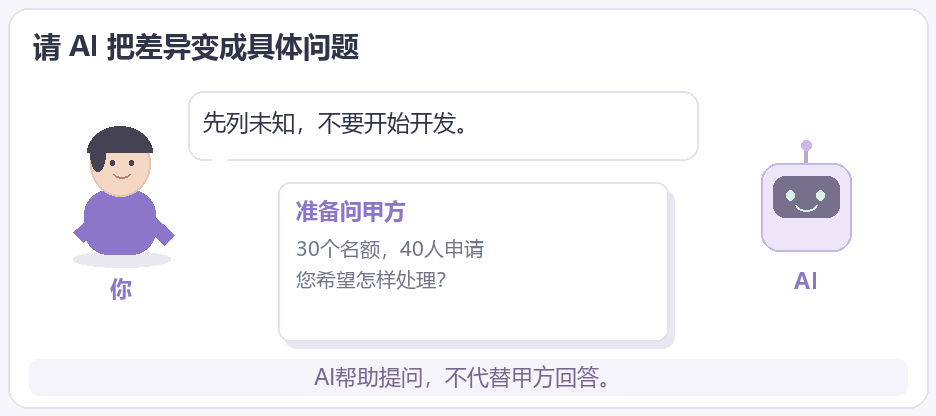 请 AI 把差异变成具体问题
先列未知，不要开始开发。
准备问甲方
30个名额，40人申请
您希望怎样处理？
你
AI
AI帮助提问，不代替甲方回答。